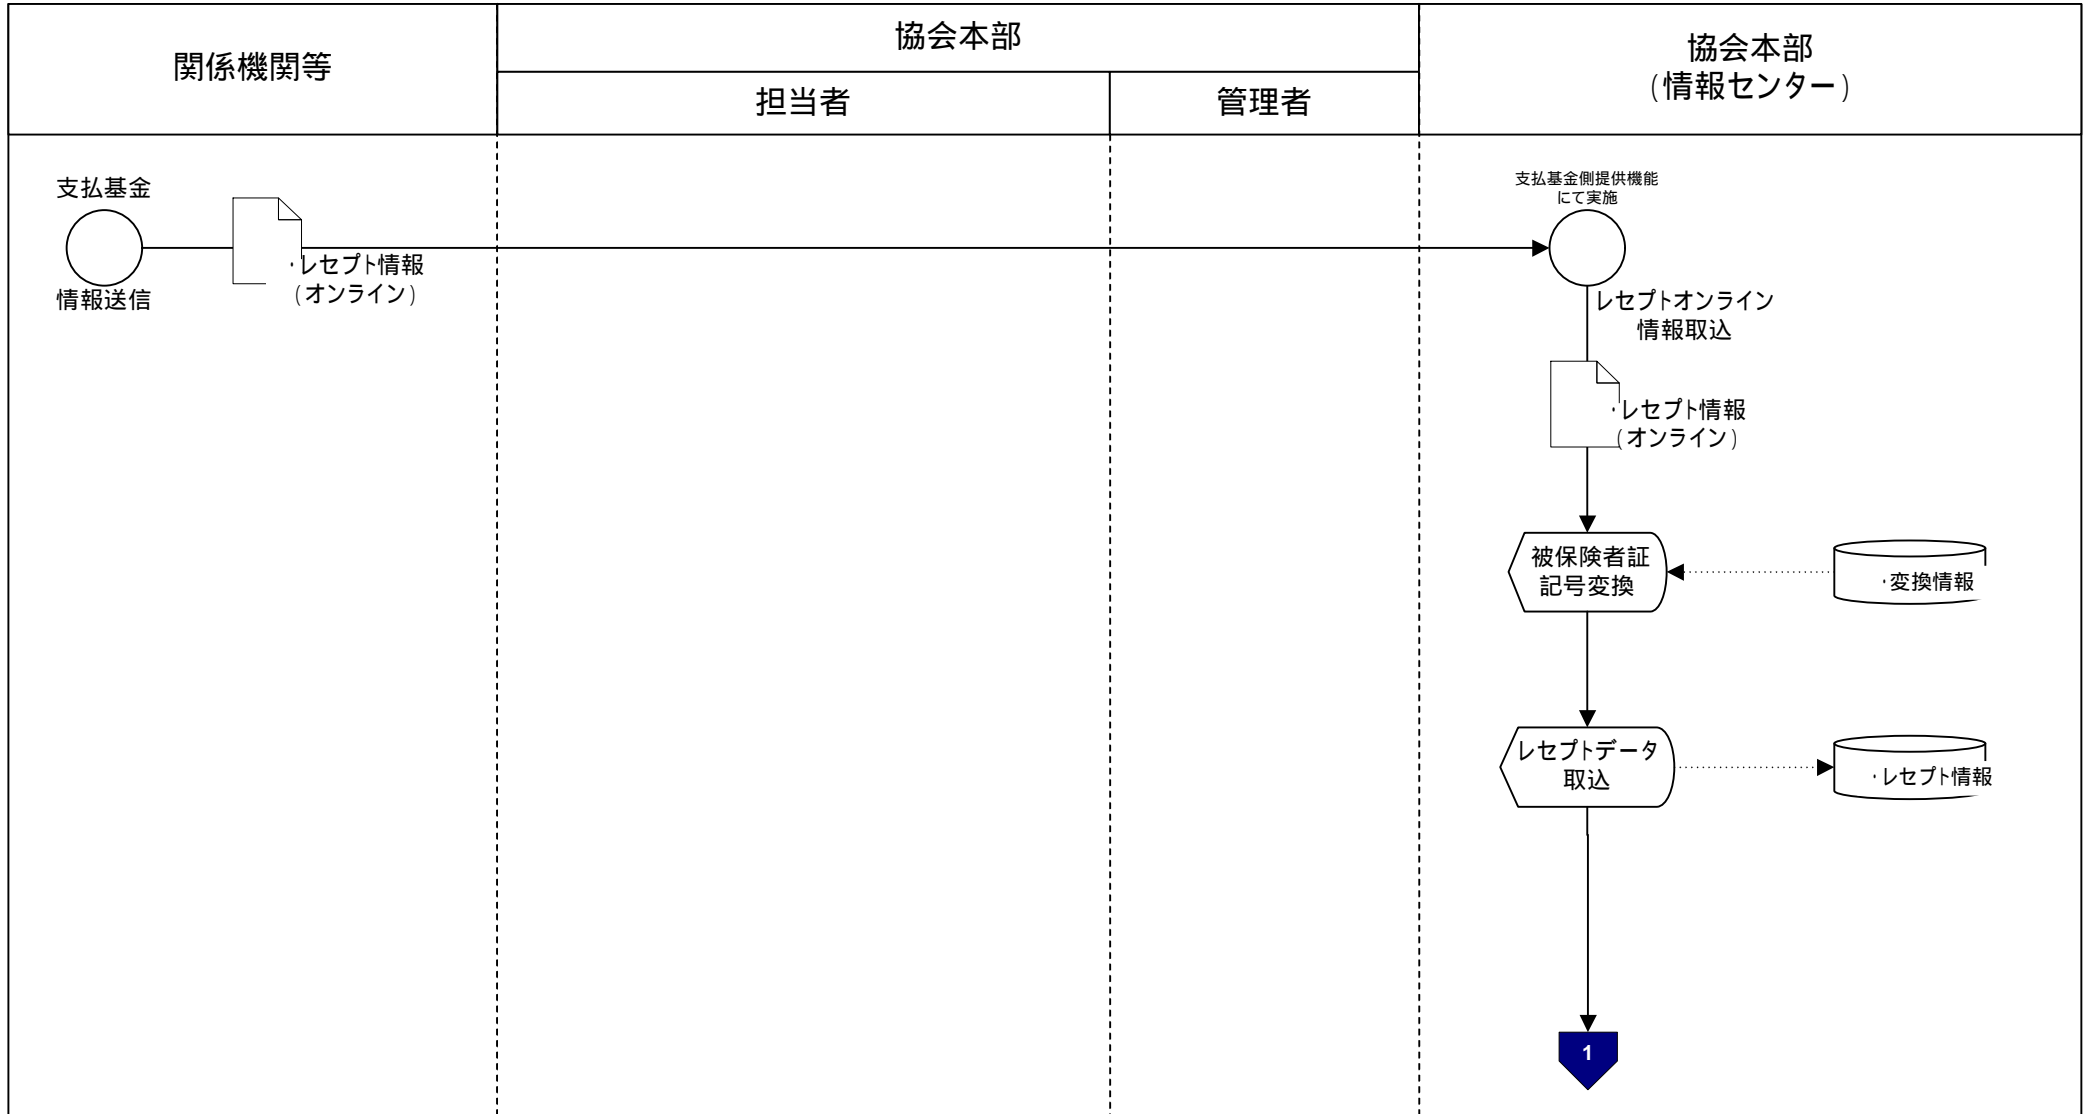 関係機関等
協会本部
担当者
管理者
協会本部
(情報センター)
支払基金
情報送信
・レセプト情報
(オンライン)
支払基金側提供機能
にて実施
レセプトオンライン
情報取込
・レセプト情報
(オンライン)
被保険者証
記号変換
・変換情報
レセプトデータ
取込
・レセプト情報
1